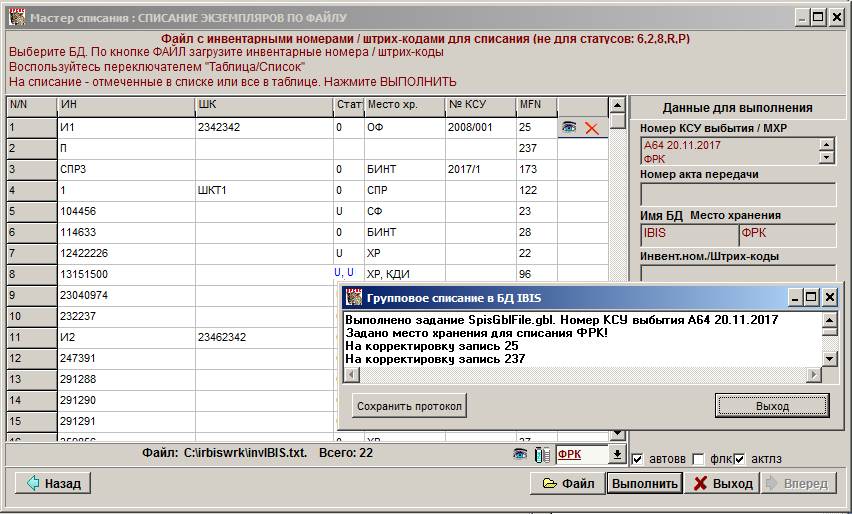 Мастер списания : СПИСАНИЕ ЭКЗЕМПЛЯРОВ ПО ФАЙЛУ
Файл с инвентарными номерами / штрих-кодами для списания (не для статусов: 6,2,8,R,P)
Выберите БД. По кнопке ФАЙЛ загрузите инвентарные номера / штрих-коды
Воспользуйтесь переключателем "Таблица/Список"
На списание - отмеченные в списке или все в таблице. Нажмите ВЫПОЛНИТЬ
N/N ИН ШК Стат Место хр. № КСУ MFN
1 И1 2342342 0 ОФ 2008/001 25
2 П 237
3 СПР3 0 БИНТ 2017/1 173
4 1 ШКТ1 0 СПР 122
5 104456 U СФ 23
6 114633 0 БИНТ 28
7 12422226 U ХР 22
8 13151500 U, U ХР, КДИ 96
9 23040974
10 232237
11 И2 23462342
12 247391
13 291288
14 291290
15 291291
Данные для выполнения
Номер КСУ выбытия / МХР
А64 20.11.2017
ФРК
Номер акта передачи
Имя БД Место хранения
IBIS ФРК
Инвент.ном./Штрих-коды
Групповое списание в БД IBIS
Выполнено задание SpisGblFile.gbl. Номер КСУ выбытия А64 20.11.2017
Задано место хранения для списания ФРК!
На корректировку запись 25
На корректировку запись 237
Сохранить протокол Выход
Файл: C:\irbiswrk\invIBIS.txt. Всего: 22 ФРК автовв флк актлз
Назад Файл Выполнить Выход Вперед